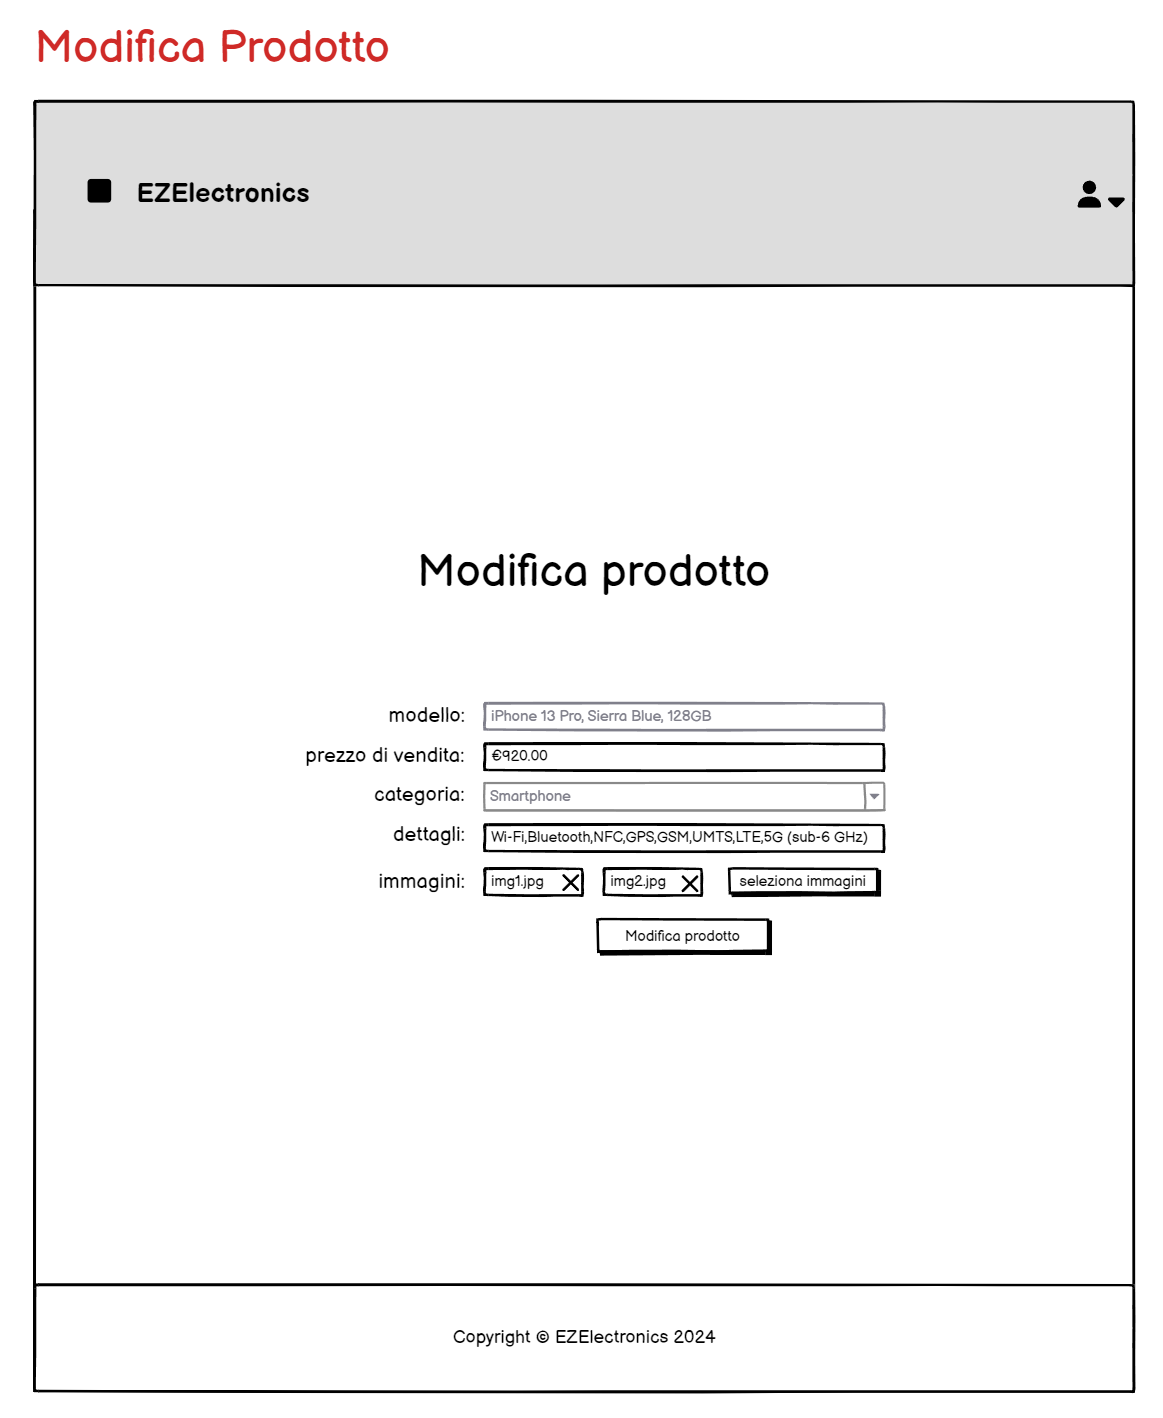 Modifica Prodotto
EZElectronics
Modifica prodotto
modello: iPhone 13 Pro, Sierra Blue, 128GB
prezzo di vendita: €920.00
categoria: Smartphone
dettagli: Wi-Fi,Bluetooth,NFC,GPS,GSM,UMTS,LTE,5G (sub-6 GHz)
immagini: img1.jpg img2.jpg seleziona immagini
Modifica prodotto
Copyright © EZElectronics 2024